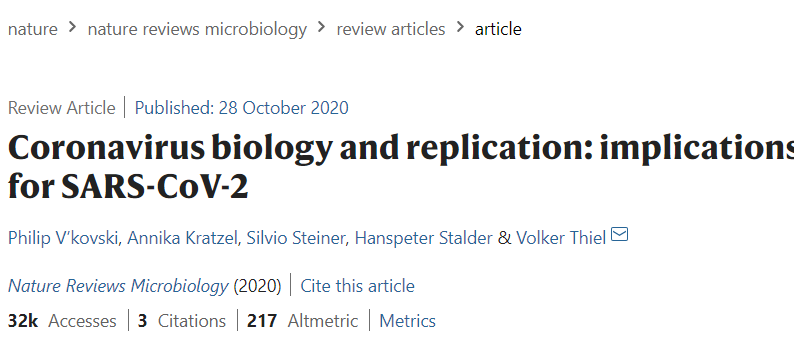 nature > nature reviews microbiology > review articles > article
Review Article | Published: 28 October 2020
Coronavirus biology and replication: implications
for SARS-CoV-2
Philip V’kovski, Annika Kratzel, Silvio Steiner, Hanspeter Stalder & Volker Thiel
Nature Reviews Microbiology (2020) | Cite this article
32k Accesses | 3 Citations | 217 Altmetric | Metrics